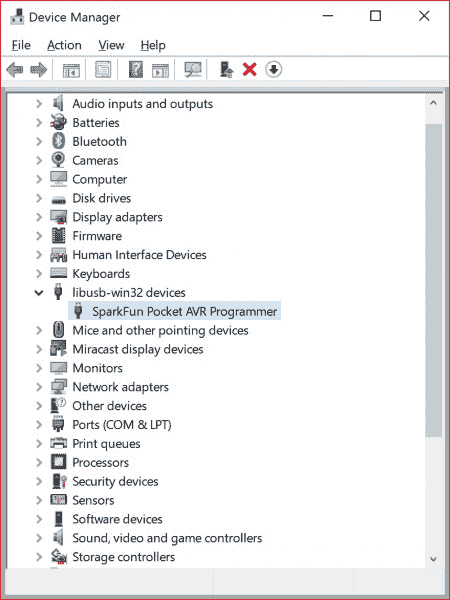 Device Manager
File Action View Help
Audio inputs and outputs
Batteries
Bluetooth
Cameras
Computer
Disk drives
Display adapters
Firmware
Human Interface Devices
Keyboards
libusb-win32 devices
SparkFun Pocket AVR Programmer
Mice and other pointing devices
Miracast display devices
Monitors
Network adapters
Other devices
Ports (COM & LPT)
Print queues
Processors
Security devices
Sensors
Software devices
Sound, video and game controllers
Storage controllers